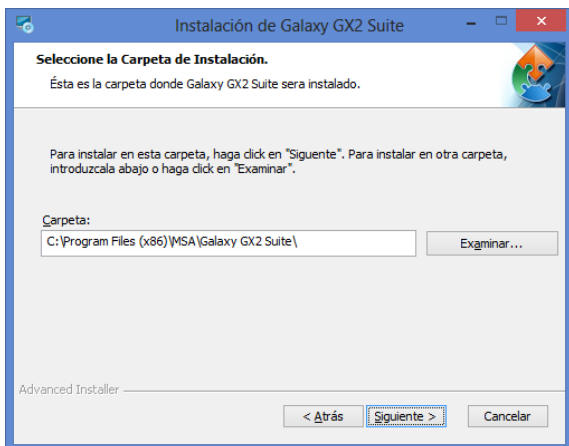 Instalación de Galaxy GX2 Suite
Seleccione la Carpeta de Instalación.
Ésta es la carpeta donde Galaxy GX2 Suite sera instalado.
Para instalar en esta carpeta, haga click en "Siguente". Para instalar en otra carpeta,
introduzcala abajo o haga click en "Examinar".
Carpeta:
C:\Program Files (x86)\MSA\Galaxy GX2 Suite\
Examinar...
Advanced Installer
< Atrás
Siguiente >
Cancelar